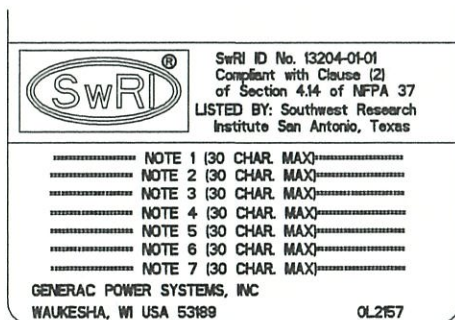 SwRI®
SwRI ID No. 13204-01-01
Compliant with Clause (2)
of Section 4.14 of NFPA 37
LISTED BY: Southwest Research
Institute San Antonio, Texas
NOTE 1 (30 CHAR. MAX)
NOTE 2 (30 CHAR. MAX)
NOTE 3 (30 CHAR. MAX)
NOTE 4 (30 CHAR. MAX)
NOTE 5 (30 CHAR. MAX)
NOTE 6 (30 CHAR. MAX)
NOTE 7 (30 CHAR. MAX)
GENERAC POWER SYSTEMS, INC
WAUKESHA, WI USA 53189 0L2157